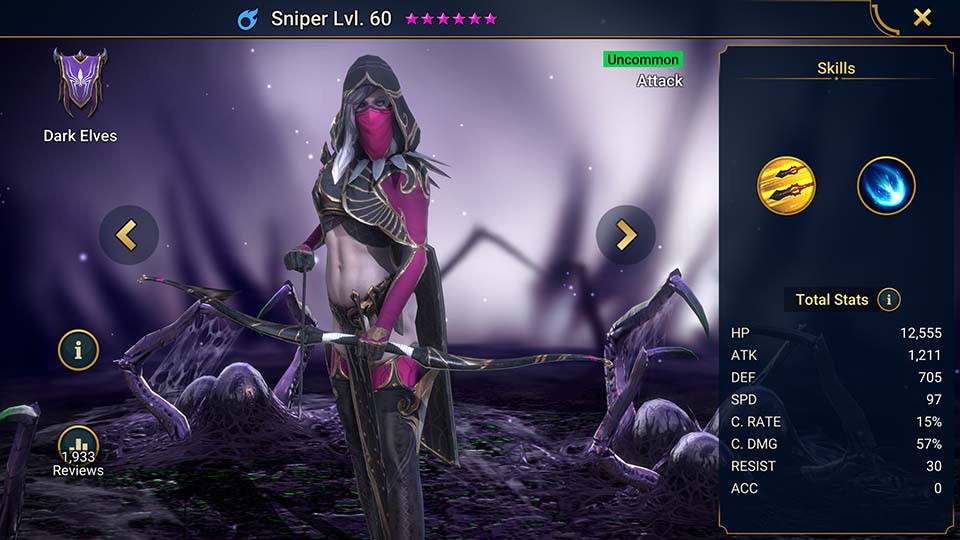 Sniper Lvl. 60
Dark Elves
Uncommon
Attack
1,933
Reviews
Skills
Total Stats i
HP 12,555
ATK 1,211
DEF 705
SPD 97
C. RATE 15%
C. DMG 57%
RESIST 30
ACC 0